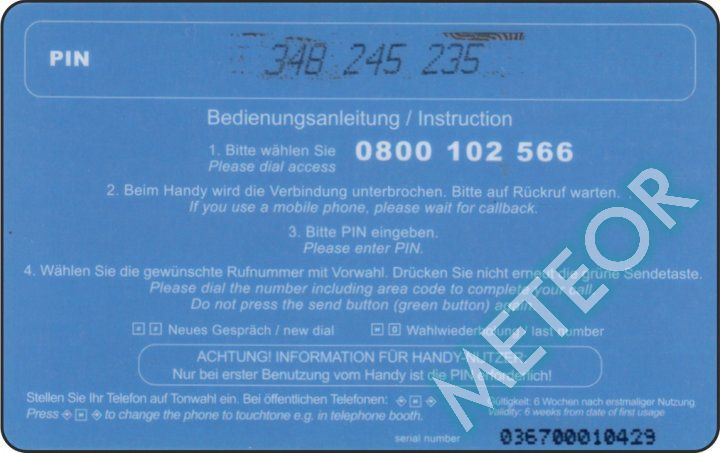 PIN
348 245 235
Bedienungsanleitung / Instruction
1. Bitte wählen Sie 0800 102 566
Please dial access
2. Beim Handy wird die Verbindung unterbrochen. Bitte auf Rückruf warten.
If you use a mobile phone, please wait for callback.
3. Bitte PIN eingeben.
Please enter PIN.
4. Wählen Sie die gewünschte Rufnummer mit Vorwahl. Drücken Sie nicht erneut die grüne Sendetaste.
Please dial the number including area code to complete your call.
Do not press the send button (green button) again.
# # Neues Gespräch / new dial Wahlwiederholung / last number
ACHTUNG! INFORMATION FÜR HANDY-NUTZER:
Nur bei erster Benutzung vom Handy ist die PIN erforderlich!
Stellen Sie Ihr Telefon auf Tonwahl ein. Bei öffentlichen Telefonen:
Gültigkeit: 6 Wochen nach erstmaliger Nutzung.
Press to change the phone to touchtone e.g. in telephone booth.
Validity: 6 weeks from date of first usage
serial number 036700010429
METEOR